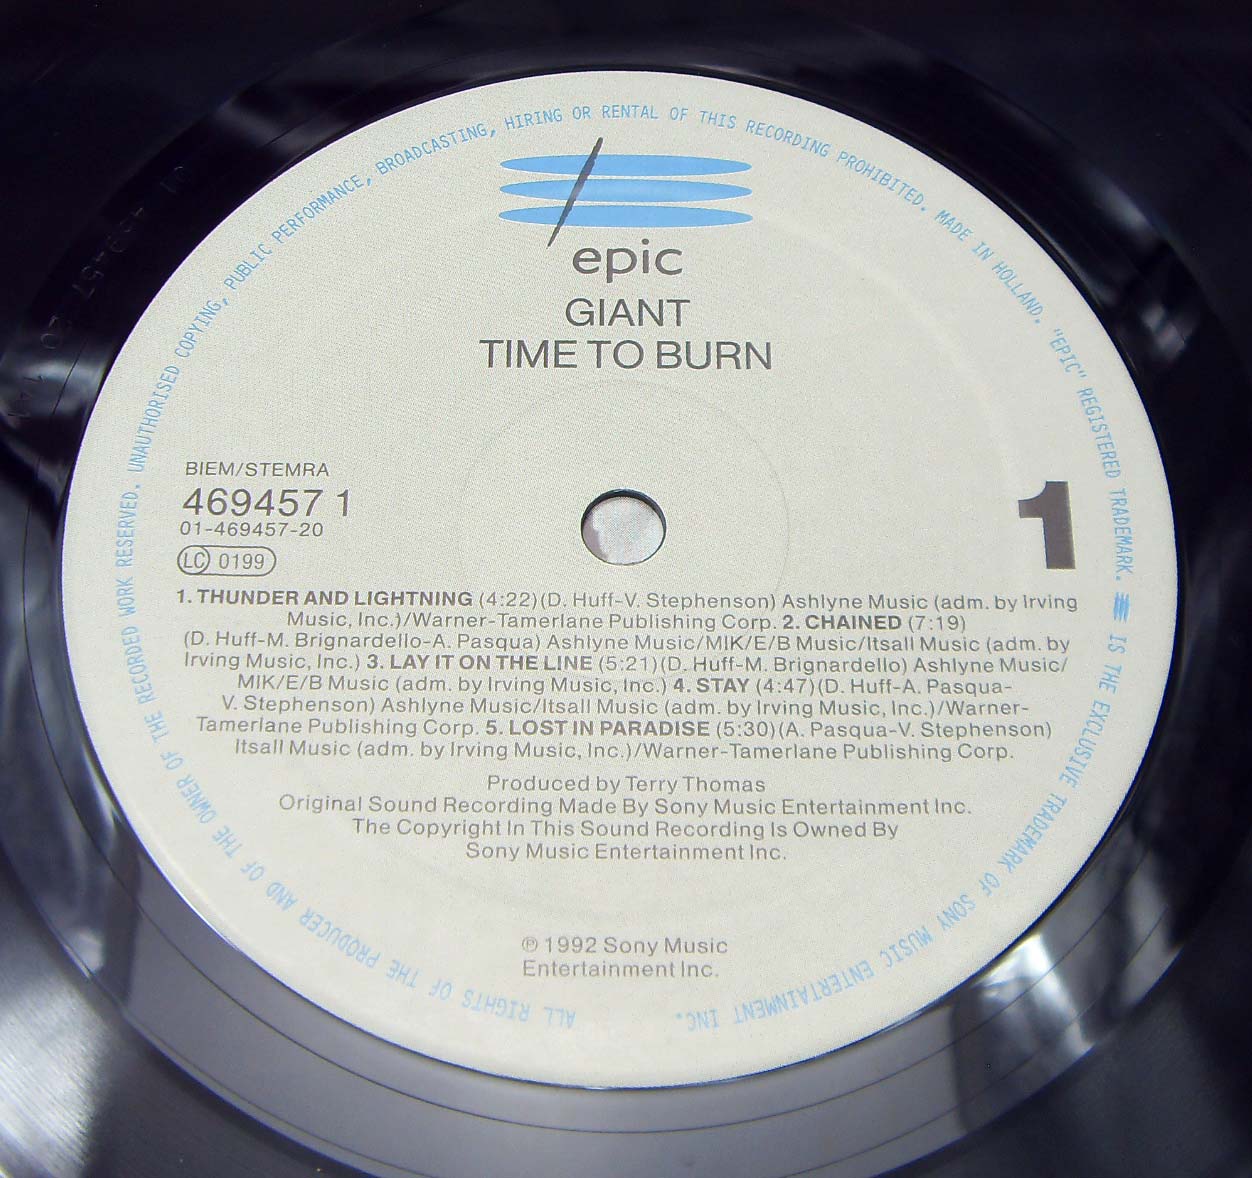 ALL RIGHTS OF THE PRODUCER AND OF THE OWNER OF THE RECORDED WORK RESERVED. UNAUTHORISED COPYING, PUBLIC PERFORMANCE, BROADCASTING, HIRING OR RENTAL OF THIS RECORDING PROHIBITED. MADE IN HOLLAND. "EPIC" REGISTERED TRADEMARK. IS THE EXCLUSIVE TRADEMARK OF SONY MUSIC ENTERTAINMENT INC.
epic
GIANT
TIME TO BURN
BIEM/STEMRA
469457 1
01-469457-20
LC 0199
1
1. THUNDER AND LIGHTNING (4:22) (D. Huff-V. Stephenson) Ashlyne Music (adm. by Irving
Music, Inc.)/Warner-Tamerlane Publishing Corp. 2. CHAINED (7:19)
(D. Huff-M. Brignardello-A. Pasqua) Ashlyne Music/MIK/E/B Music/Itsall Music (adm. by
Irving Music, Inc.) 3. LAY IT ON THE LINE (5:21) (D. Huff-M. Brignardello) Ashlyne Music/
MIK/E/B Music (adm. by Irving Music, Inc.) 4. STAY (4:47) (D. Huff-A. Pasqua-
V. Stephenson) Ashlyne Music/Itsall Music (adm. by Irving Music, Inc.)/Warner-
Tamerlane Publishing Corp. 5. LOST IN PARADISE (5:30) (A. Pasqua-V. Stephenson)
Itsall Music (adm. by Irving Music, Inc.)/Warner-Tamerlane Publishing Corp.
Produced by Terry Thomas
Original Sound Recording Made By Sony Music Entertainment Inc.
The Copyright In This Sound Recording Is Owned By
Sony Music Entertainment Inc.
℗ 1992 Sony Music
Entertainment Inc.